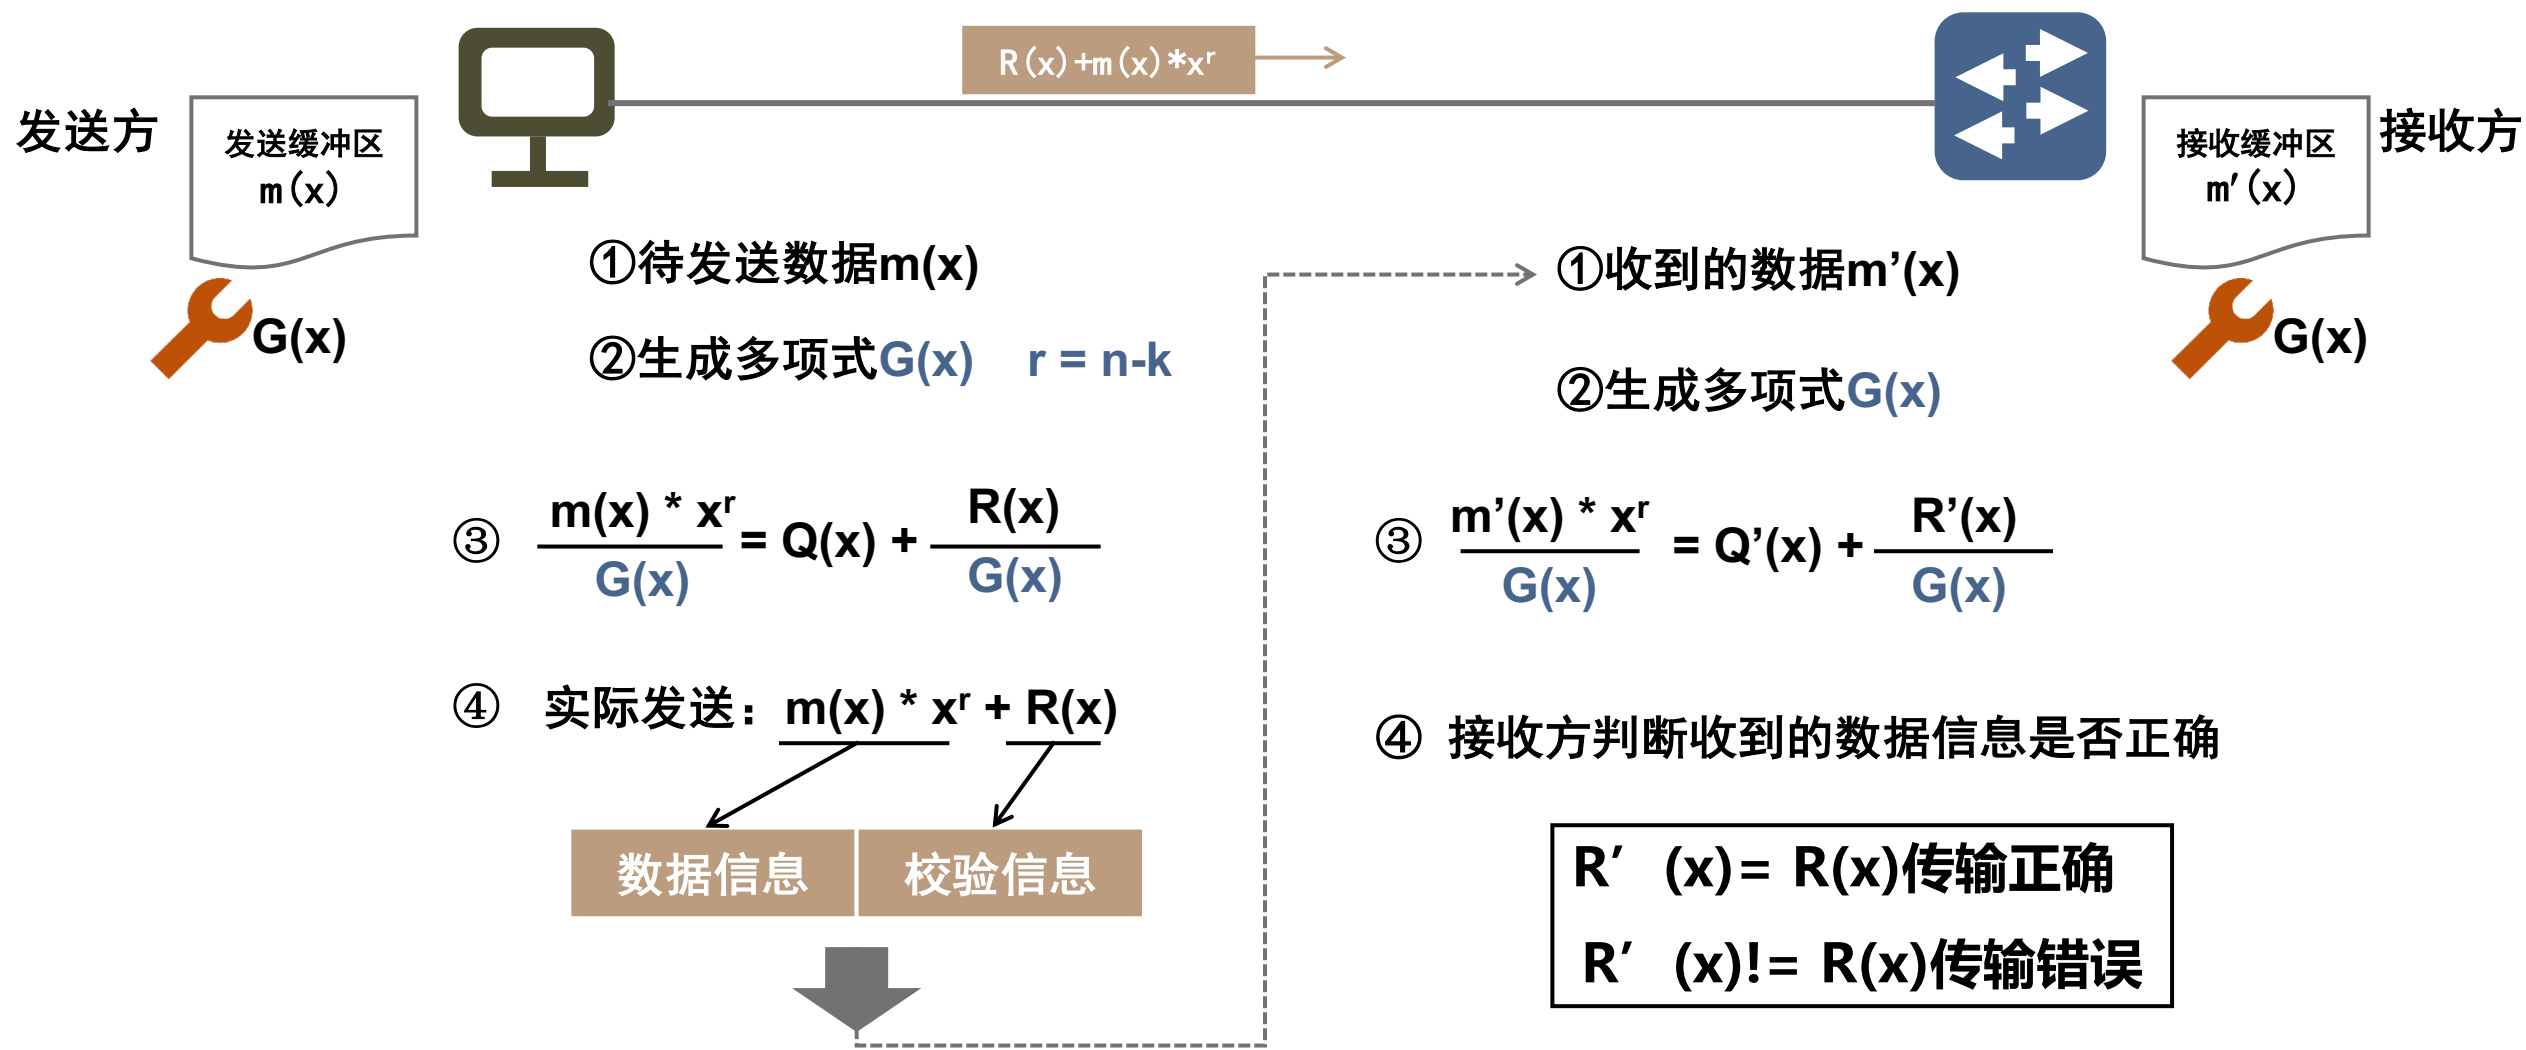 R(x)+m(x)*xʳ
发送方
发送缓冲区
m(x)
接收缓冲区
m′(x)
接收方
G(x)
G(x)
①待发送数据m(x)
②生成多项式G(x) r = n-k
③ m(x) * xʳ / G(x) = Q(x) + R(x) / G(x)
④ 实际发送：m(x) * xʳ + R(x)
数据信息 校验信息
①收到的数据m’(x)
②生成多项式G(x)
③ m’(x) * xʳ / G(x) = Q’(x) + R’(x) / G(x)
④ 接收方判断收到的数据信息是否正确
R′ (x)= R(x)传输正确
R′ (x)!= R(x)传输错误